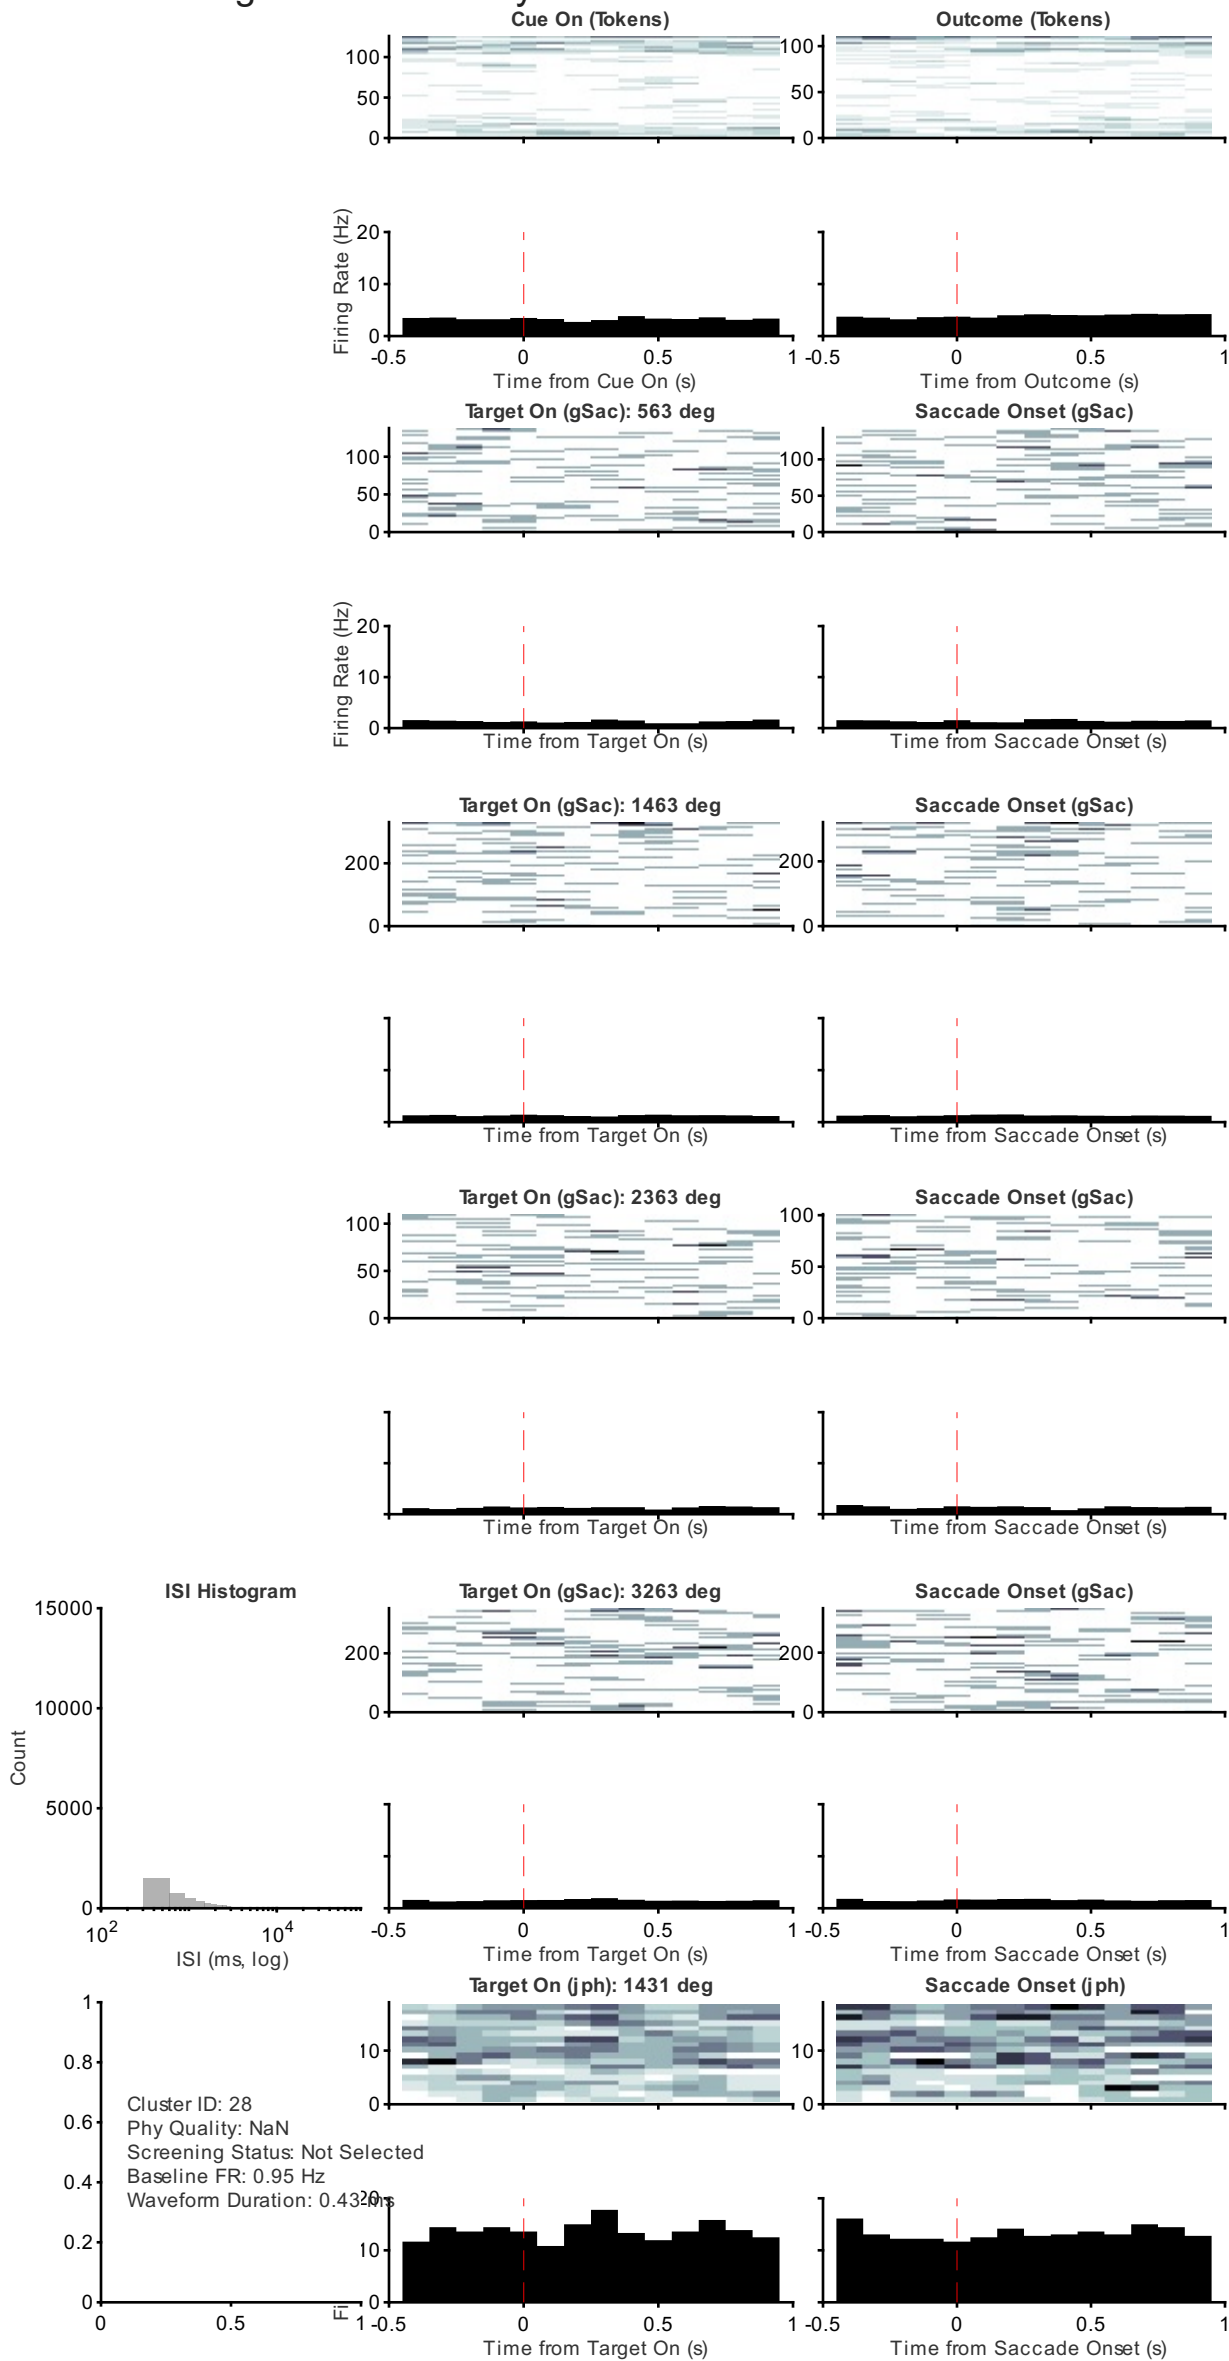 Cue On (Tokens)
Outcome (Tokens)
100
50
0
100
50
0
Firing Rate (Hz)
20
10
0
-0.5
0
0.5
1
-0.5
0
0.5
1
Time from Cue On (s)
Time from Outcome (s)
Target On (gSac): 563 deg
Saccade Onset (gSac)
100
50
0
100
50
0
Firing Rate (Hz)
20
10
0
Time from Target On (s)
Time from Saccade Onset (s)
Target On (gSac): 1463 deg
Saccade Onset (gSac)
200
0
200
0
Time from Target On (s)
Time from Saccade Onset (s)
Target On (gSac): 2363 deg
Saccade Onset (gSac)
100
50
0
100
50
0
Time from Target On (s)
Time from Saccade Onset (s)
ISI Histogram
Target On (gSac): 3263 deg
Saccade Onset (gSac)
15000
10000
5000
0
Count
10^2
10^4
ISI (ms, log)
200
0
200
0
-0.5
0
0.5
1
-0.5
0
0.5
1
Time from Target On (s)
Time from Saccade Onset (s)
Target On (jph): 1431 deg
Saccade Onset (jph)
1
0.8
0.6
0.4
0.2
0
0
0.5
1
Cluster ID: 28
Phy Quality: NaN
Screening Status: Not Selected
Baseline FR: 0.95 Hz
Waveform Duration: 0.43 ms
10
0
10
0
Fi
20
10
0
-0.5
0
0.5
1
-0.5
0
0.5
1
Time from Target On (s)
Time from Saccade Onset (s)